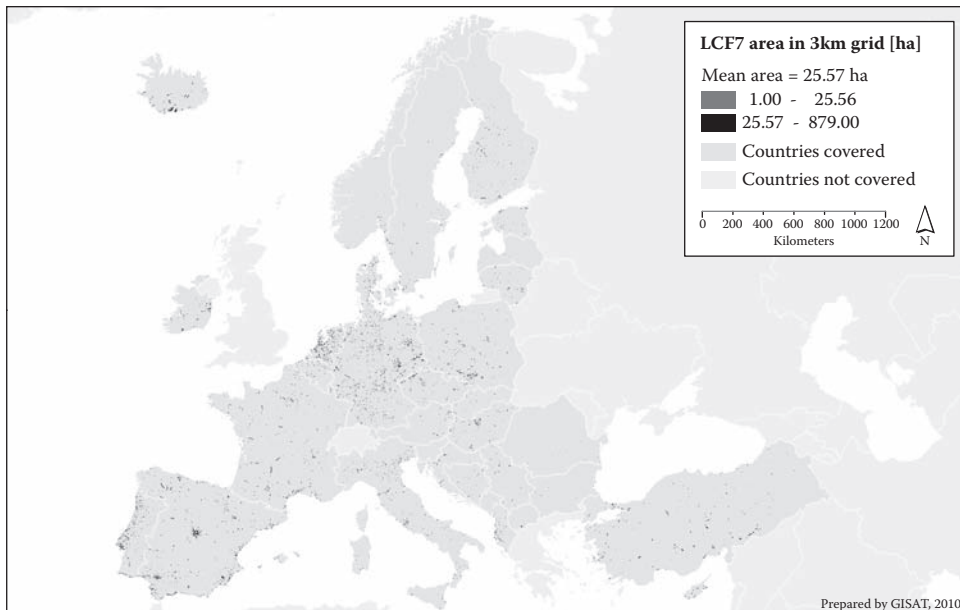 LCF7 area in 3km grid [ha]
Mean area = 25.57 ha
1.00 - 25.56
25.57 - 879.00
Countries covered
Countries not covered
0 200 400 600 800 1000 1200
Kilometers
N
Prepared by GISAT, 2010